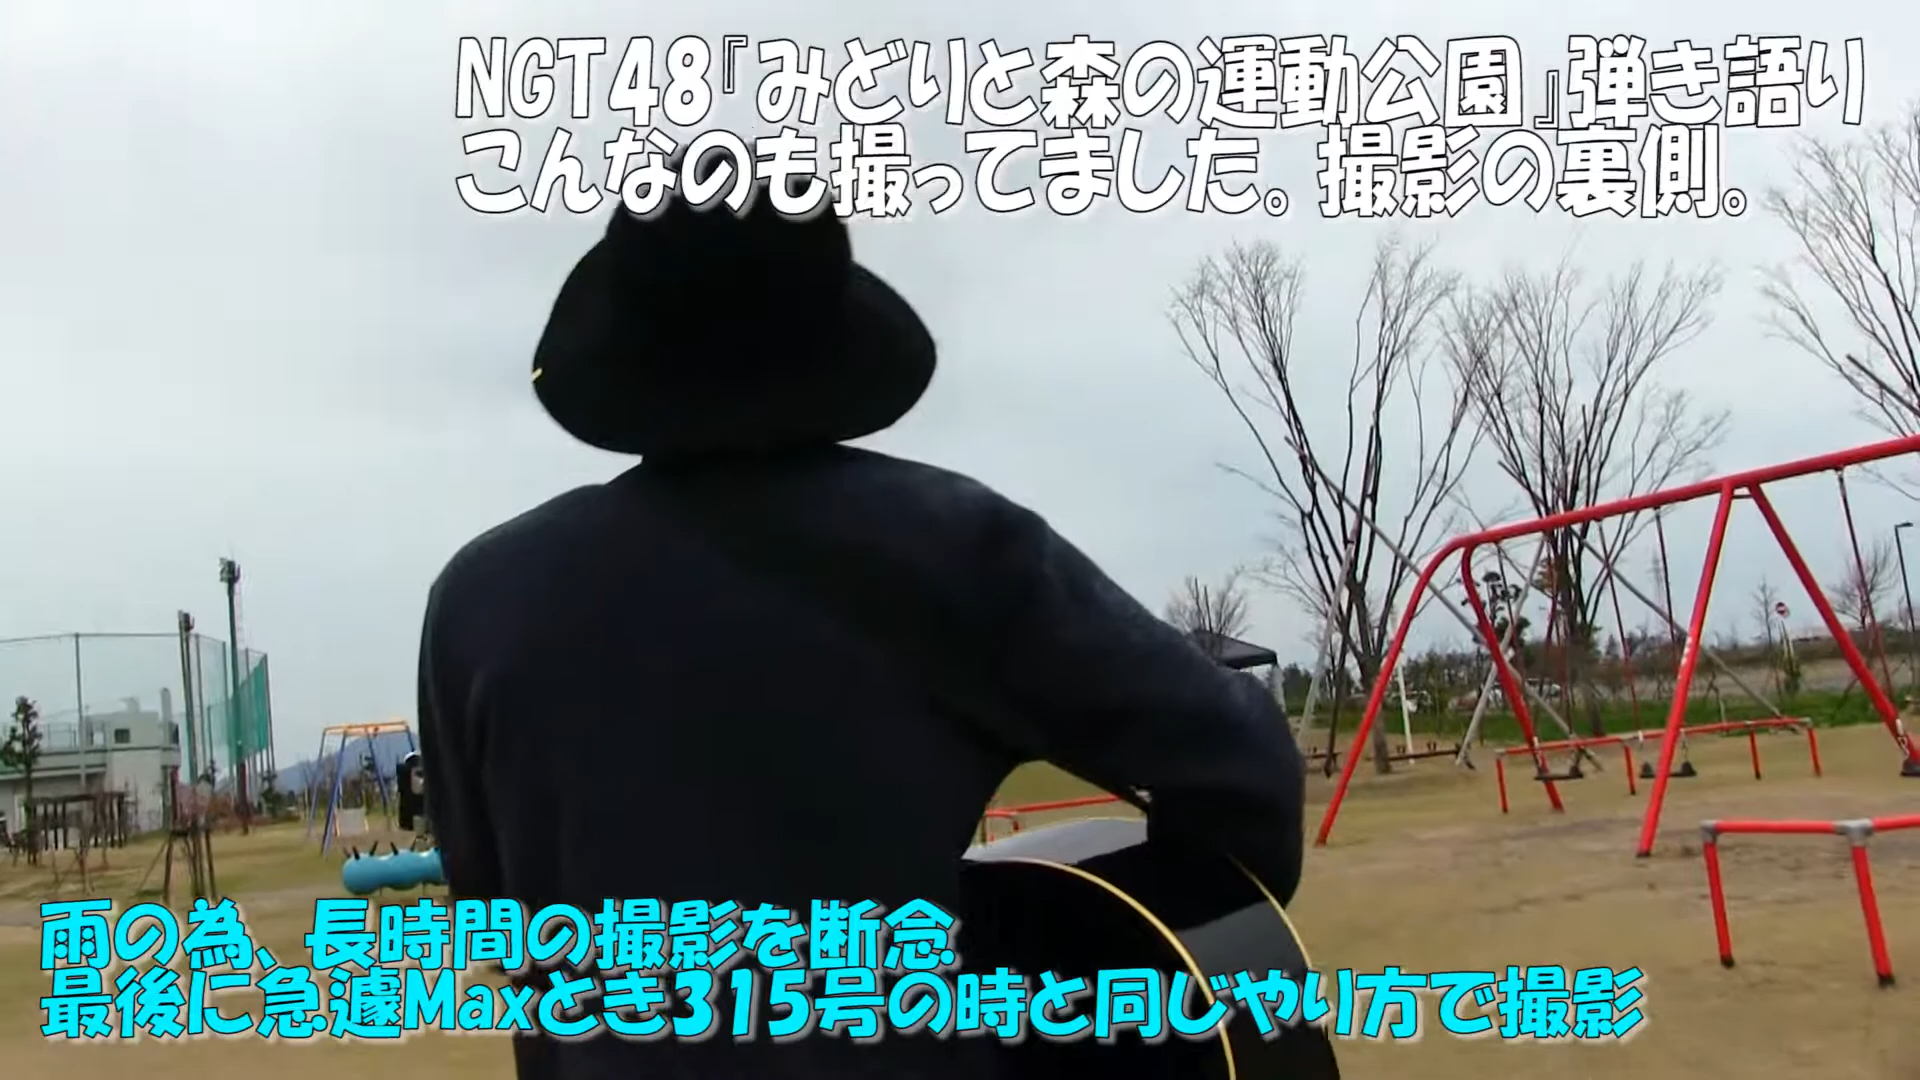 NGT48『みどりと森の運動公園』弾き語り
こんなのも撮ってました。撮影の裏側。
雨の為、長時間の撮影を断念
最後に急遽Maxとき315号の時と同じやり方で撮影